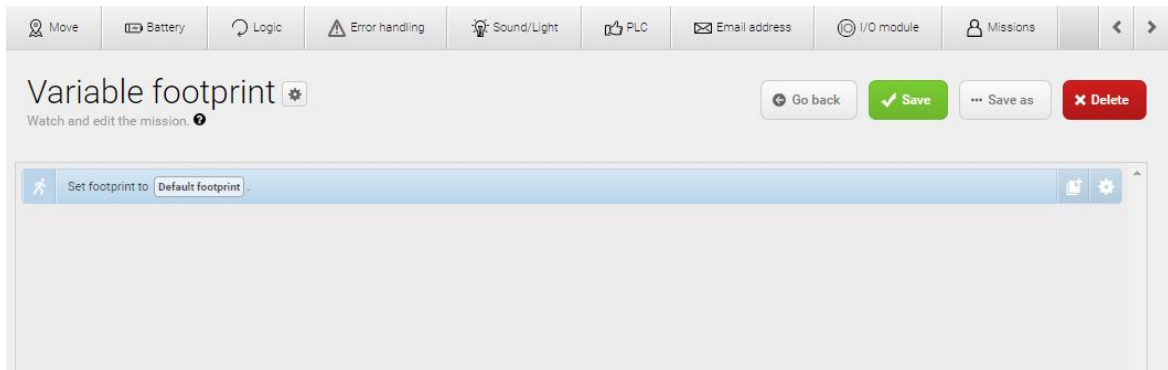 Move Battery Logic Error handling Sound/Light PLC Email address I/O module Missions
Variable footprint
Go back Save Save as Delete
Watch and edit the mission.
Set footprint to Default footprint .